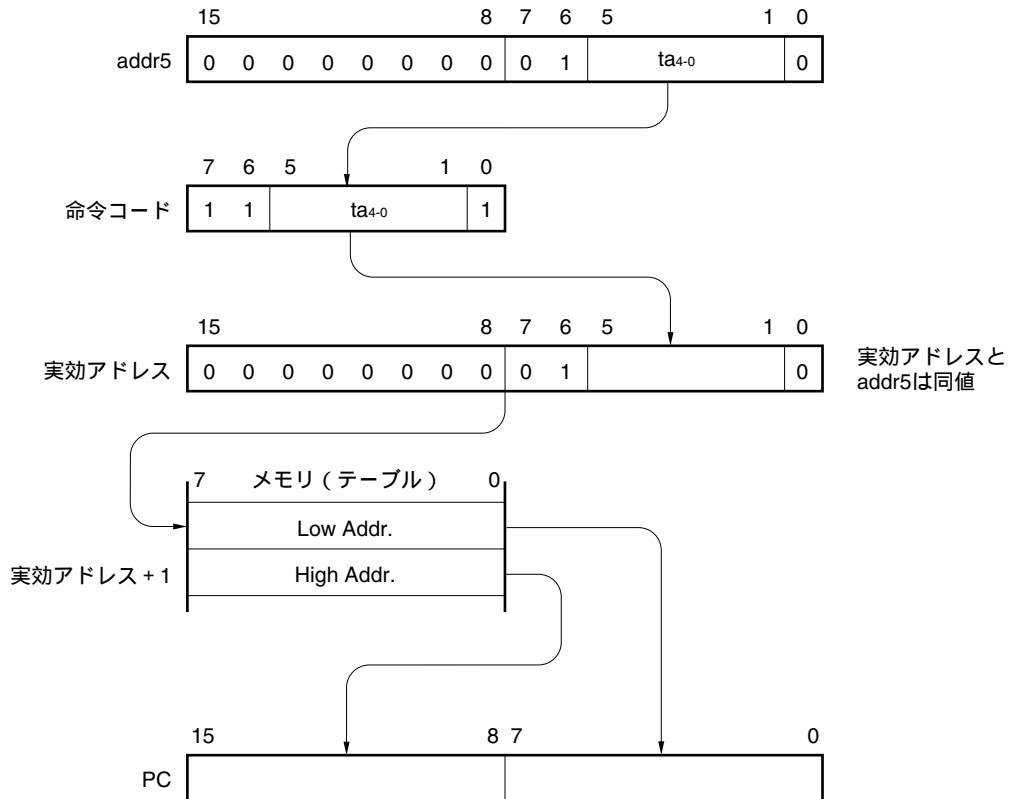 15 8 7 6 5 1 0
addr5 0 0 0 0 0 0 0 0 0 1 ta4-0 0
7 6 5 1 0
命令コード 1 1 ta4-0 1
15 8 7 6 5 1 0
実効アドレス 0 0 0 0 0 0 0 0 0 1 0
実効アドレスと
addr5は同値
7 メモリ（テーブル） 0
Low Addr.
実効アドレス+1 High Addr.
15 8 7 0
PC